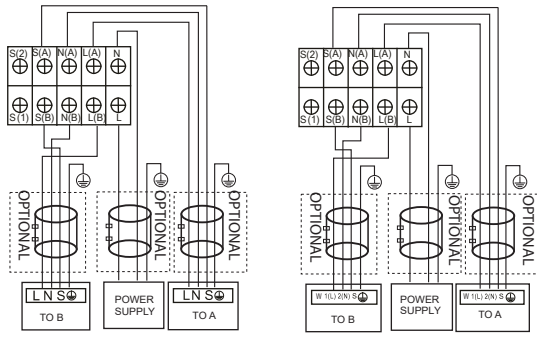 S(2) S(A) N(A) L(A) N
S(1) S(B) N(B) L(B) L
OPTIONAL
OPTIONAL
OPTIONAL
L N S
TO B
POWER
SUPPLY
L N S
TO A
S(2) S(A) N(A) L(A) N
S(1) S(B) N(B) L(B) L
OPTIONAL
OPTIONAL
OPTIONAL
W 1(L) 2(N) S
TO B
POWER
SUPPLY
W 1(L) 2(N) S
TO A